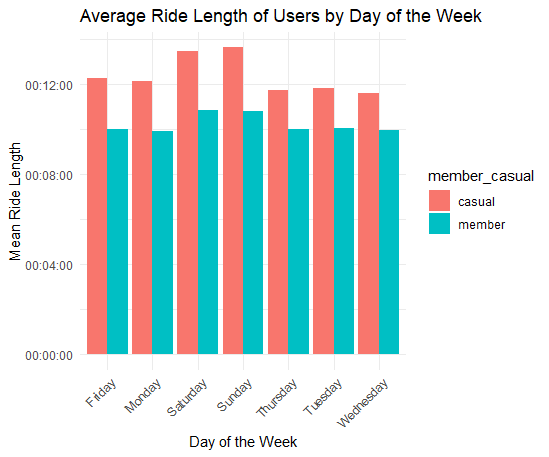 Average Ride Length of Users by Day of the Week
00:12:00
00:08:00
00:04:00
00:00:00
Mean Ride Length
Friday
Monday
Saturday
Sunday
Thursday
Tuesday
Wednesday
Day of the Week
member_casual
casual
member